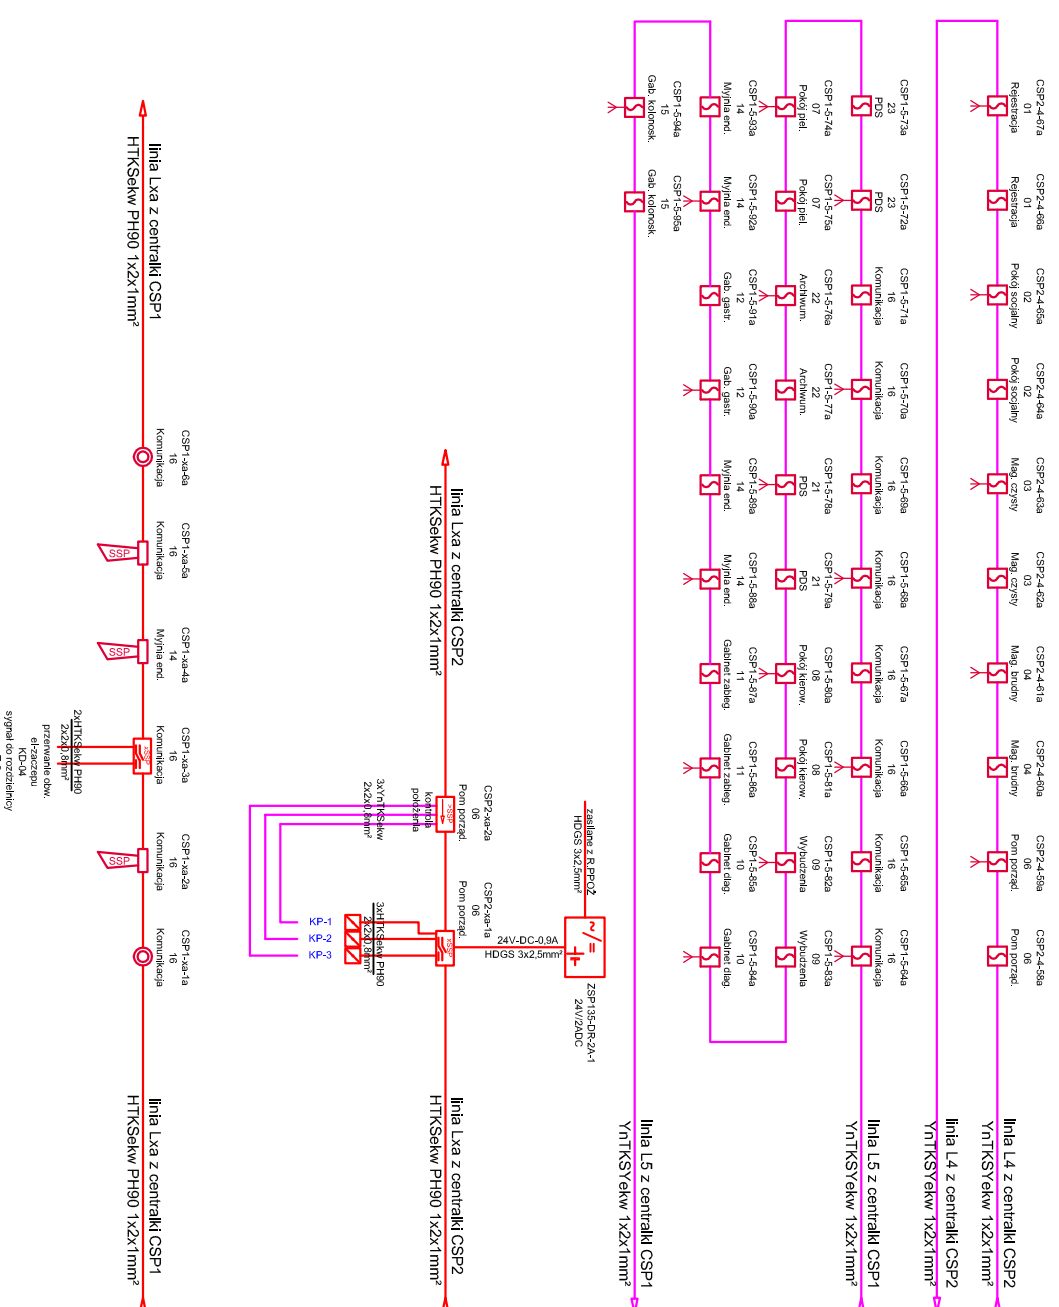 CSP2-4-67a
01
Rejestracja
CSP2-4-66a
01
Rejestracja
CSP2-4-65a
02
Pokój socjalny
CSP2-4-64a
02
Pokój socjalny
CSP2-4-63a
03
Mag. czysty
CSP2-4-62a
03
Mag. czysty
CSP2-4-61a
04
Mag. brudny
CSP2-4-60a
04
Mag. brudny
CSP2-4-59a
06
Pom porząd.
CSP2-4-58a
06
Pom porząd.
linia L4 z centralki CSP2
YnTKSYekw 1x2x1mm²
linia L4 z centralki CSP2
YnTKSYekw 1x2x1mm²
CSP1-5-73a
23
PDS
CSP1-5-72a
23
PDS
CSP1-5-71a
16
Komunikacja
CSP1-5-70a
16
Komunikacja
CSP1-5-69a
16
Komunikacja
CSP1-5-68a
16
Komunikacja
CSP1-5-67a
16
Komunikacja
CSP1-5-66a
16
Komunikacja
CSP1-5-65a
16
Komunikacja
CSP1-5-64a
16
Komunikacja
linia L5 z centralki CSP1
YnTKSYekw 1x2x1mm²
CSP1-5-74a
07
Pokój piel.
CSP1-5-75a
07
Pokój piel.
CSP1-5-76a
22
Archiwum.
CSP1-5-77a
22
Archiwum.
CSP1-5-78a
21
PDS
CSP1-5-79a
21
PDS
CSP1-5-80a
08
Pokój kierow.
CSP1-5-81a
08
Pokój kierow.
CSP1-5-82a
09
Wybudzenia
CSP1-5-83a
09
Wybudzenia
CSP1-5-93a
14
Myjnia end.
CSP1-5-92a
14
Myjnia end.
CSP1-5-91a
12
Gab. gastr.
CSP1-5-90a
12
Gab. gastr.
CSP1-5-89a
14
Myjnia end.
CSP1-5-88a
14
Myjnia end.
CSP1-5-87a
11
Gabinet zabieg.
CSP1-5-86a
11
Gabinet zabieg.
CSP1-5-85a
10
Gabinet diag.
CSP1-5-84a
10
Gabinet diag.
CSP1-5-94a
15
Gab. kolonosk.
CSP1-5-95a
15
Gab. kolonosk.
linia L5 z centralki CSP1
YnTKSYekw 1x2x1mm²
zasilane z R.PPOŻ
HDGS 3x2,5mm²
ZSP135-DR-2A-1
24V/2ADC
24V-DC-0,9A
HDGS 3x2,5mm²
linia Lxa z centralki CSP2
HTKSekw PH90 1x2x1mm²
CSP2-xa-2a
06
Pom porząd.
>SSP
kontrola
położenia
3xYnTKSekw
2x2x0,8mm²
CSP2-xa-1a
06
Pom porząd.
xSSP
3xHTKSekw PH90
2x2x0,8mm²
KP-1
KP-2
KP-3
linia Lxa z centralki CSP2
HTKSekw PH90 1x2x1mm²
linia Lxa z centralki CSP1
HTKSekw PH90 1x2x1mm²
CSP1-xa-6a
16
Komunikacja
CSP1-xa-5a
16
Komunikacja
SSP
CSP1-xa-4a
14
Myjnia end.
SSP
CSP1-xa-3a
16
Komunikacja
xSSP
2xHTKSekw PH90
2x2x0,8mm²
przerwanie obw.
el-zaczepu
KD-04
sygnał do rozdzielnicy
CSP1-xa-2a
16
Komunikacja
SSP
CSP1-xa-1a
16
Komunikacja
linia Lxa z centralki CSP1
HTKSekw PH90 1x2x1mm²